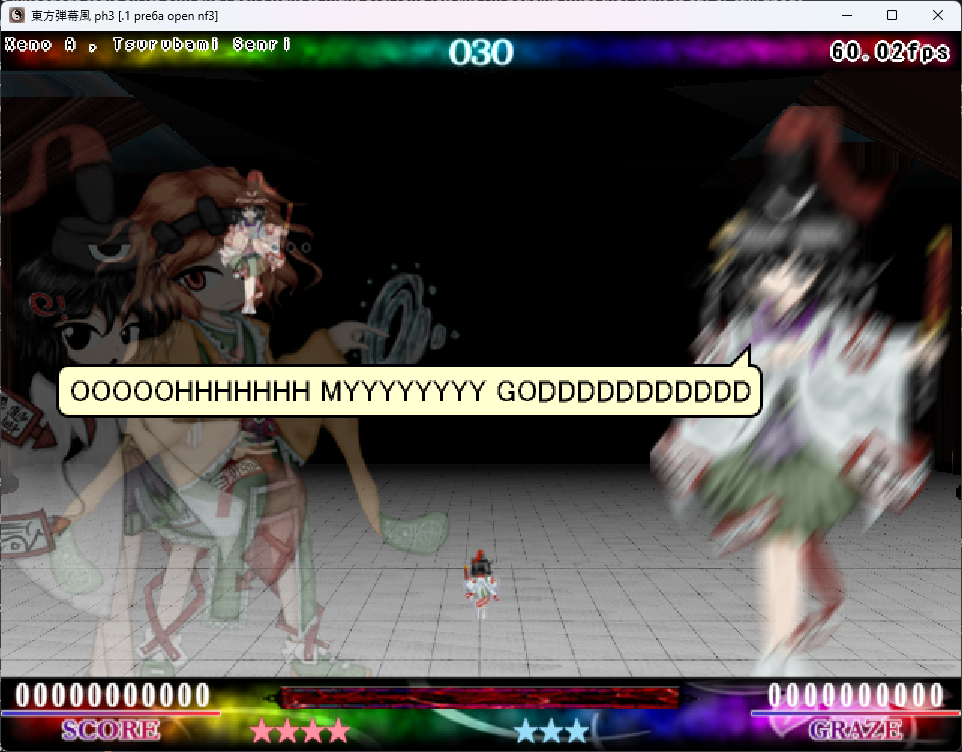 東方弾幕風 ph3 [.1 pre6a open nf3]
Xeno A , Tsurubami Senri
030
60.02fps
OOOOOHHHHHHH MYYYYYYYY GODDDDDDDDDDD
00000000000
0000000000
SCORE
GRAZE